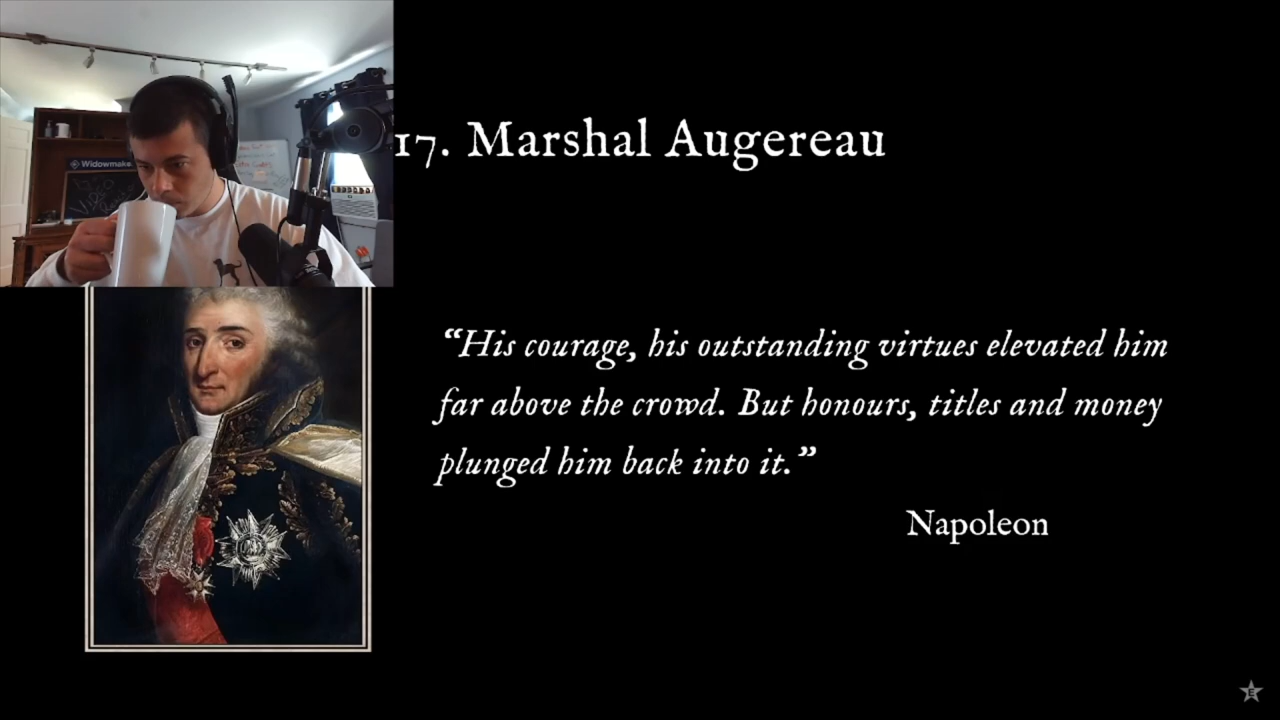 Widowmake
17. Marshal Augereau
“His courage, his outstanding virtues elevated him
far above the crowd. But honours, titles and money
plunged him back into it.”
Napoleon
E